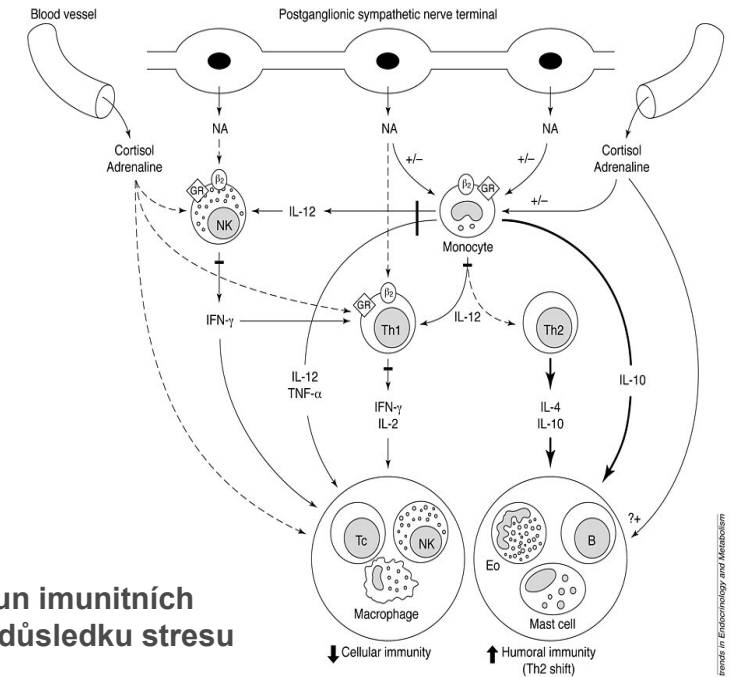 Blood vessel
Postganglionic sympathetic nerve terminal
NA
NA
NA
Cortisol
Adrenaline
Cortisol
Adrenaline
+/–
+/–
+/–
GR
β2
NK
IL-12
β2
GR
Monocyte
GR
β2
Th1
IL-12
Th2
IFN-γ
IL-12
TNF-α
IFN-γ
IL-2
IL-4
IL-10
IL-10
?+
Tc
NK
Macrophage
Eo
B
Mast cell
Cellular immunity
Humoral immunity
(Th2 shift)
un imunitních
důsledku stresu
trends in Endocrinology and Metabolism